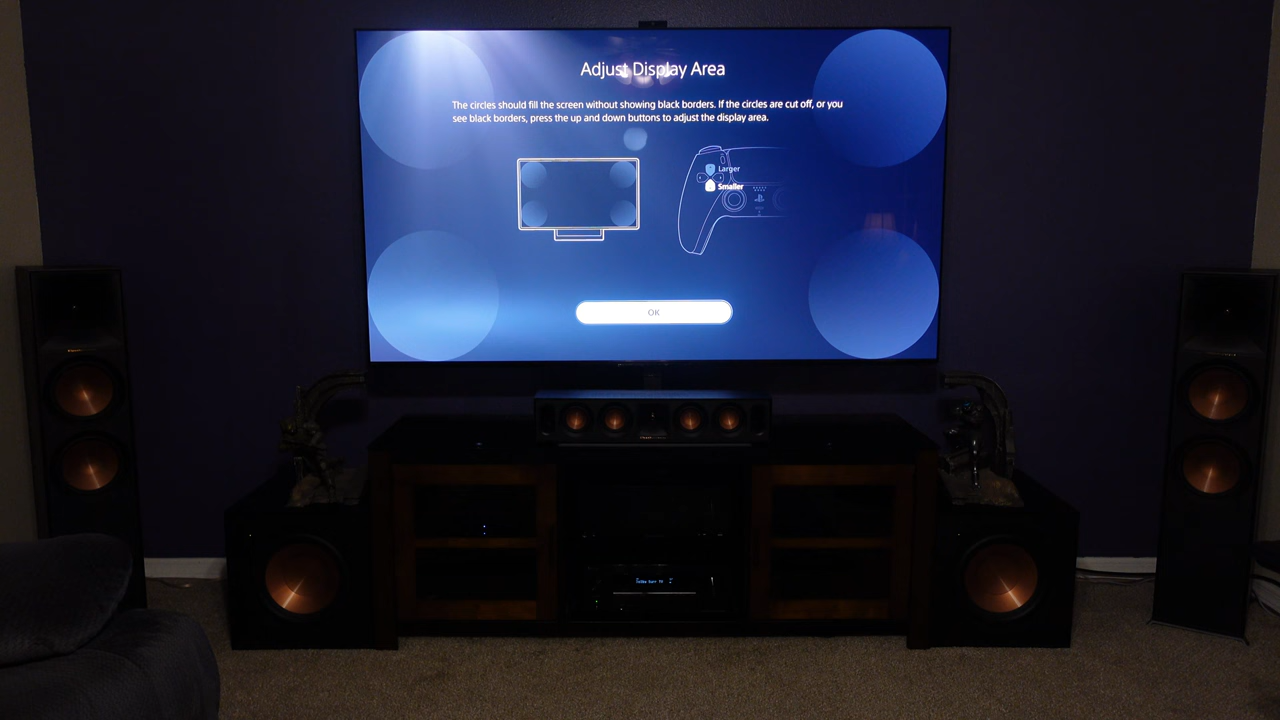 Adjust Display Area
The circles should fill the screen without showing black borders. If the circles are cut off, or you
see black borders, press the up and down buttons to adjust the display area.
Larger
Smaller
OK